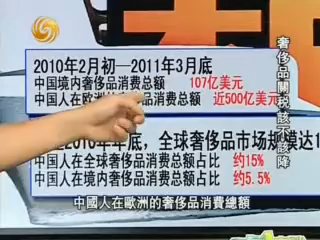 2010年2月初—2011年3月底
中国境内奢侈品消费总额 107亿美元
中国人在欧洲 品消费总额 近500亿美元
2010年年底，全球奢侈品市场规模达1
中国人在全球奢侈品消费总额占比 约15%
中国人在境内奢侈品消费总额占比 约5.5%
奢侈品關稅該不該降
中國人在歐洲的奢侈品消費總額